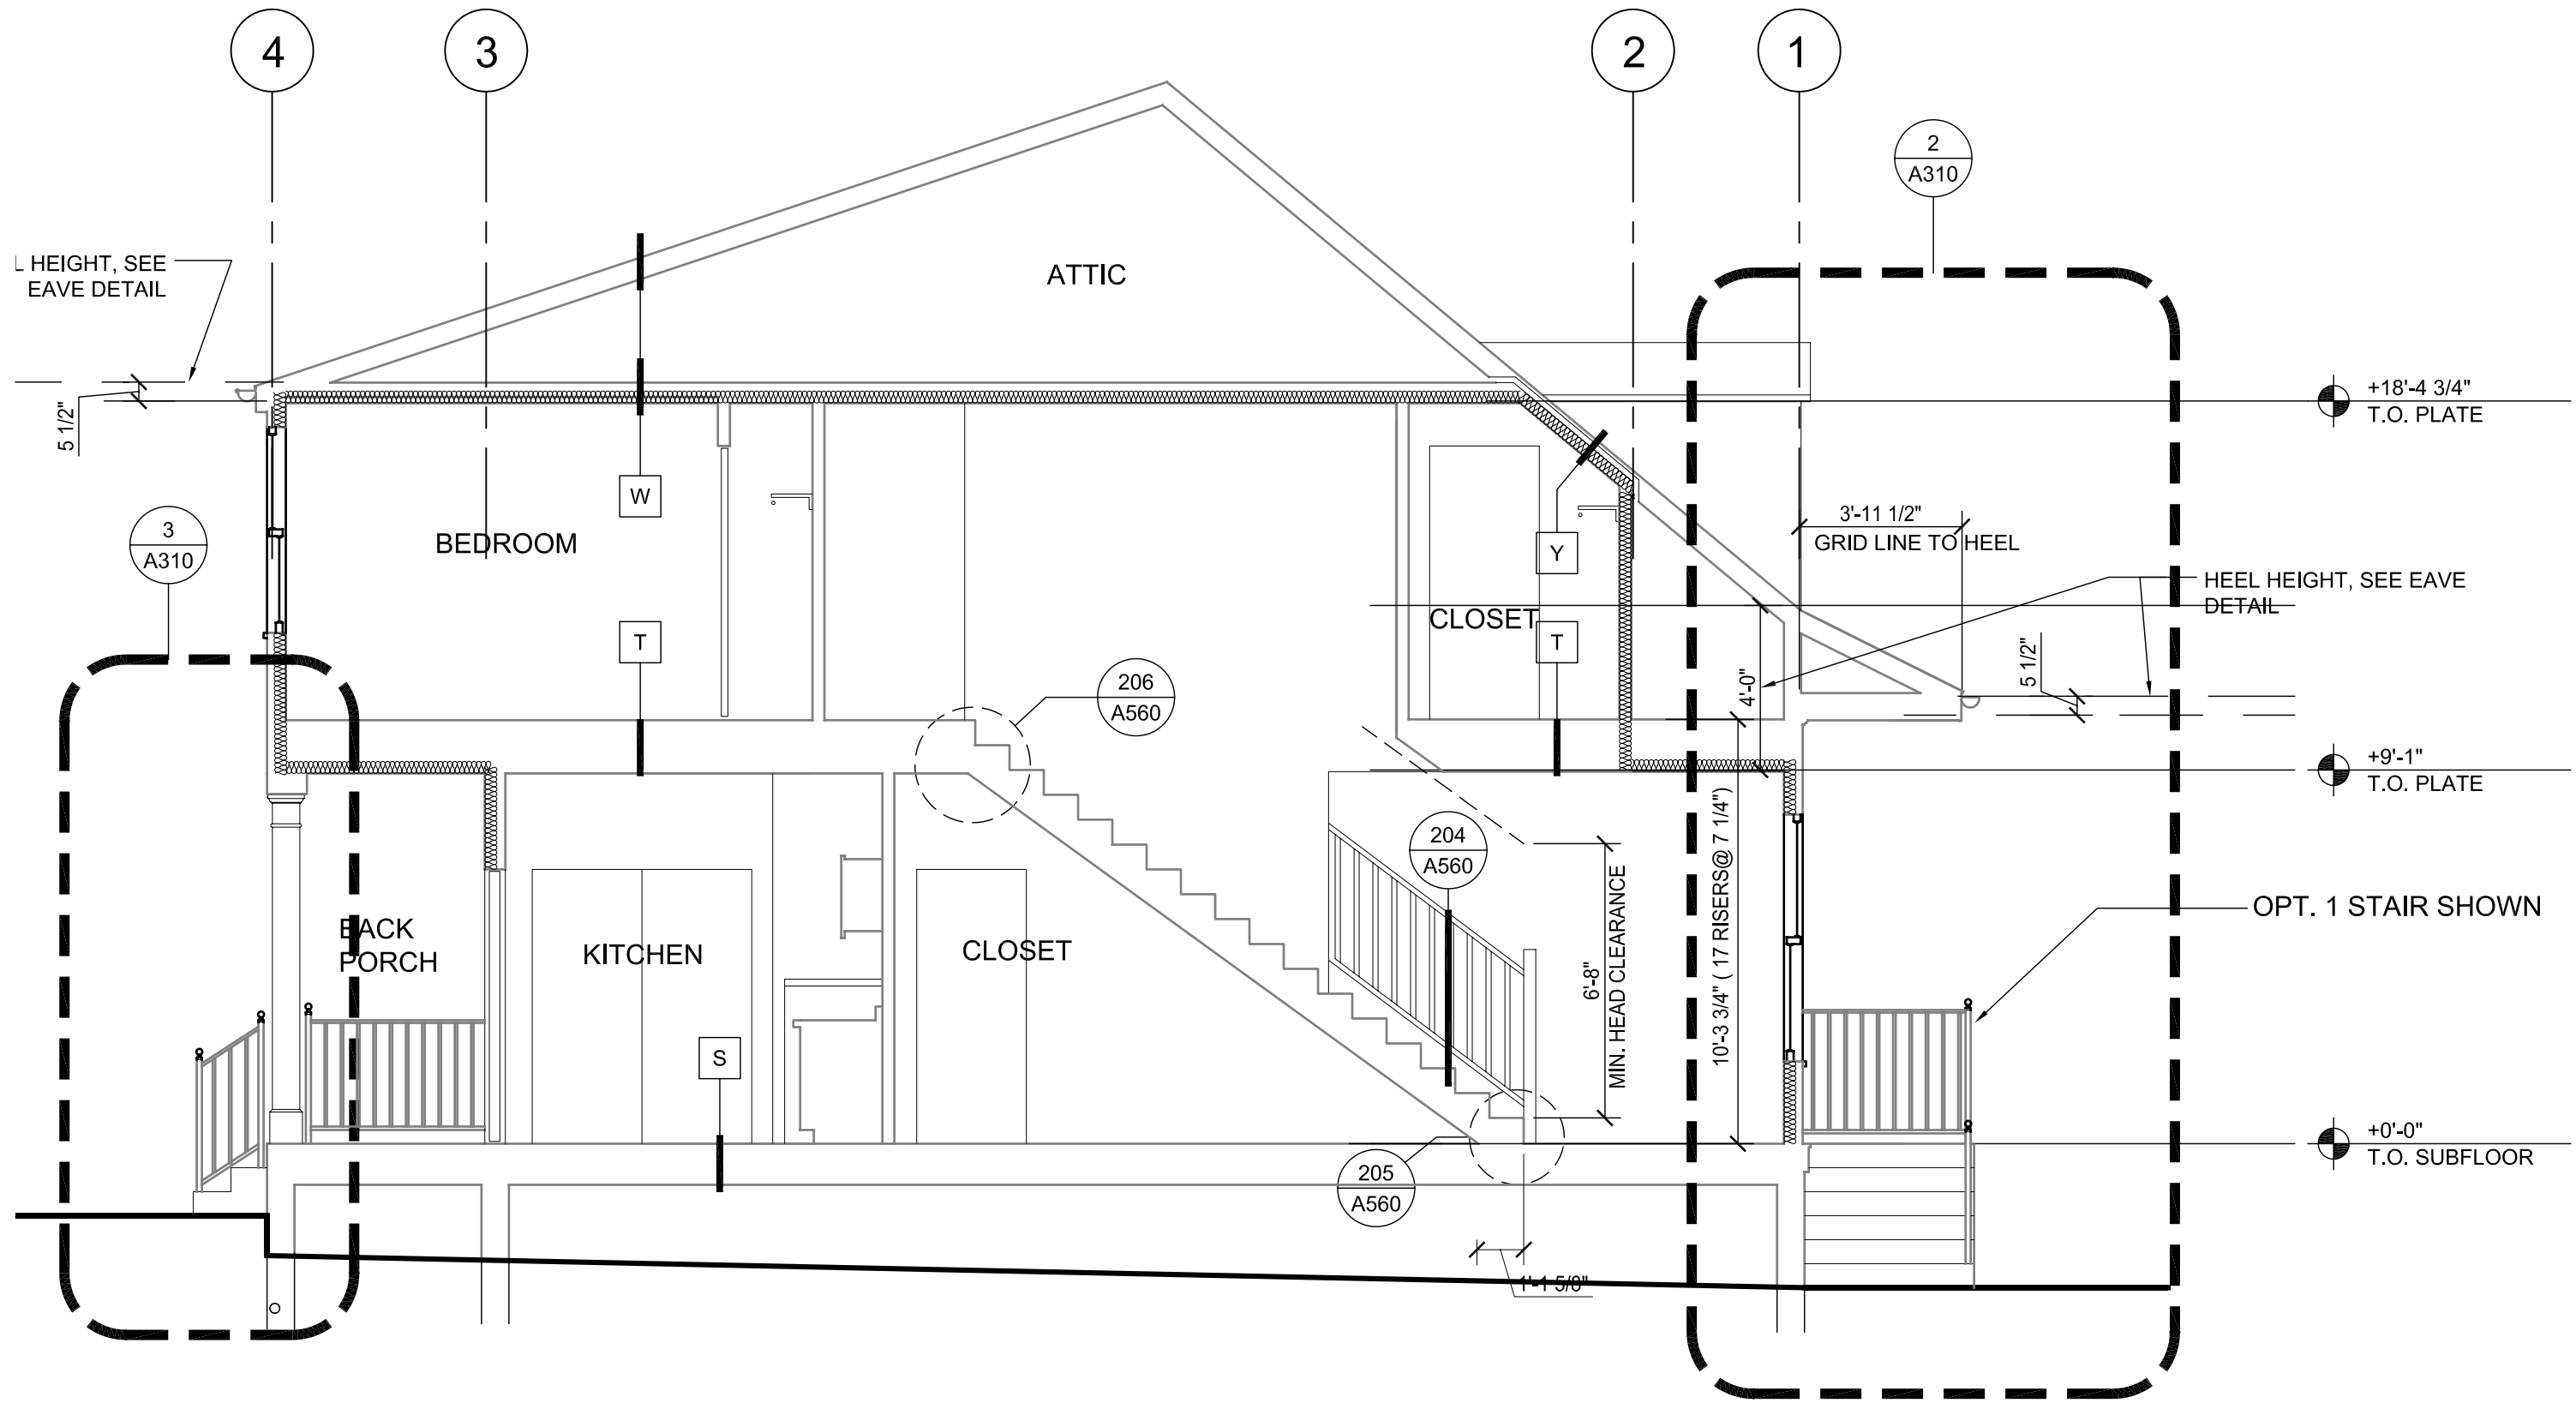 4
3
2
1
2
A310
L HEIGHT, SEE
EAVE DETAIL
ATTIC
5 1/2"
+18'-4 3/4"
T.O. PLATE
W
3
A310
BEDROOM
Y
3'-11 1/2"
GRID LINE TO HEEL
HEEL HEIGHT, SEE EAVE
DETAIL
CLOSET
T
T
206
A560
4'-0"
5 1/2"
+9'-1"
T.O. PLATE
204
A560
6'-8"
MIN. HEAD CLEARANCE
10'-3 3/4" ( 17 RISERS@ 7 1/4")
OPT. 1 STAIR SHOWN
BACK
PORCH
KITCHEN
CLOSET
S
+0'-0"
T.O. SUBFLOOR
205
A560
1'-1 5/8"